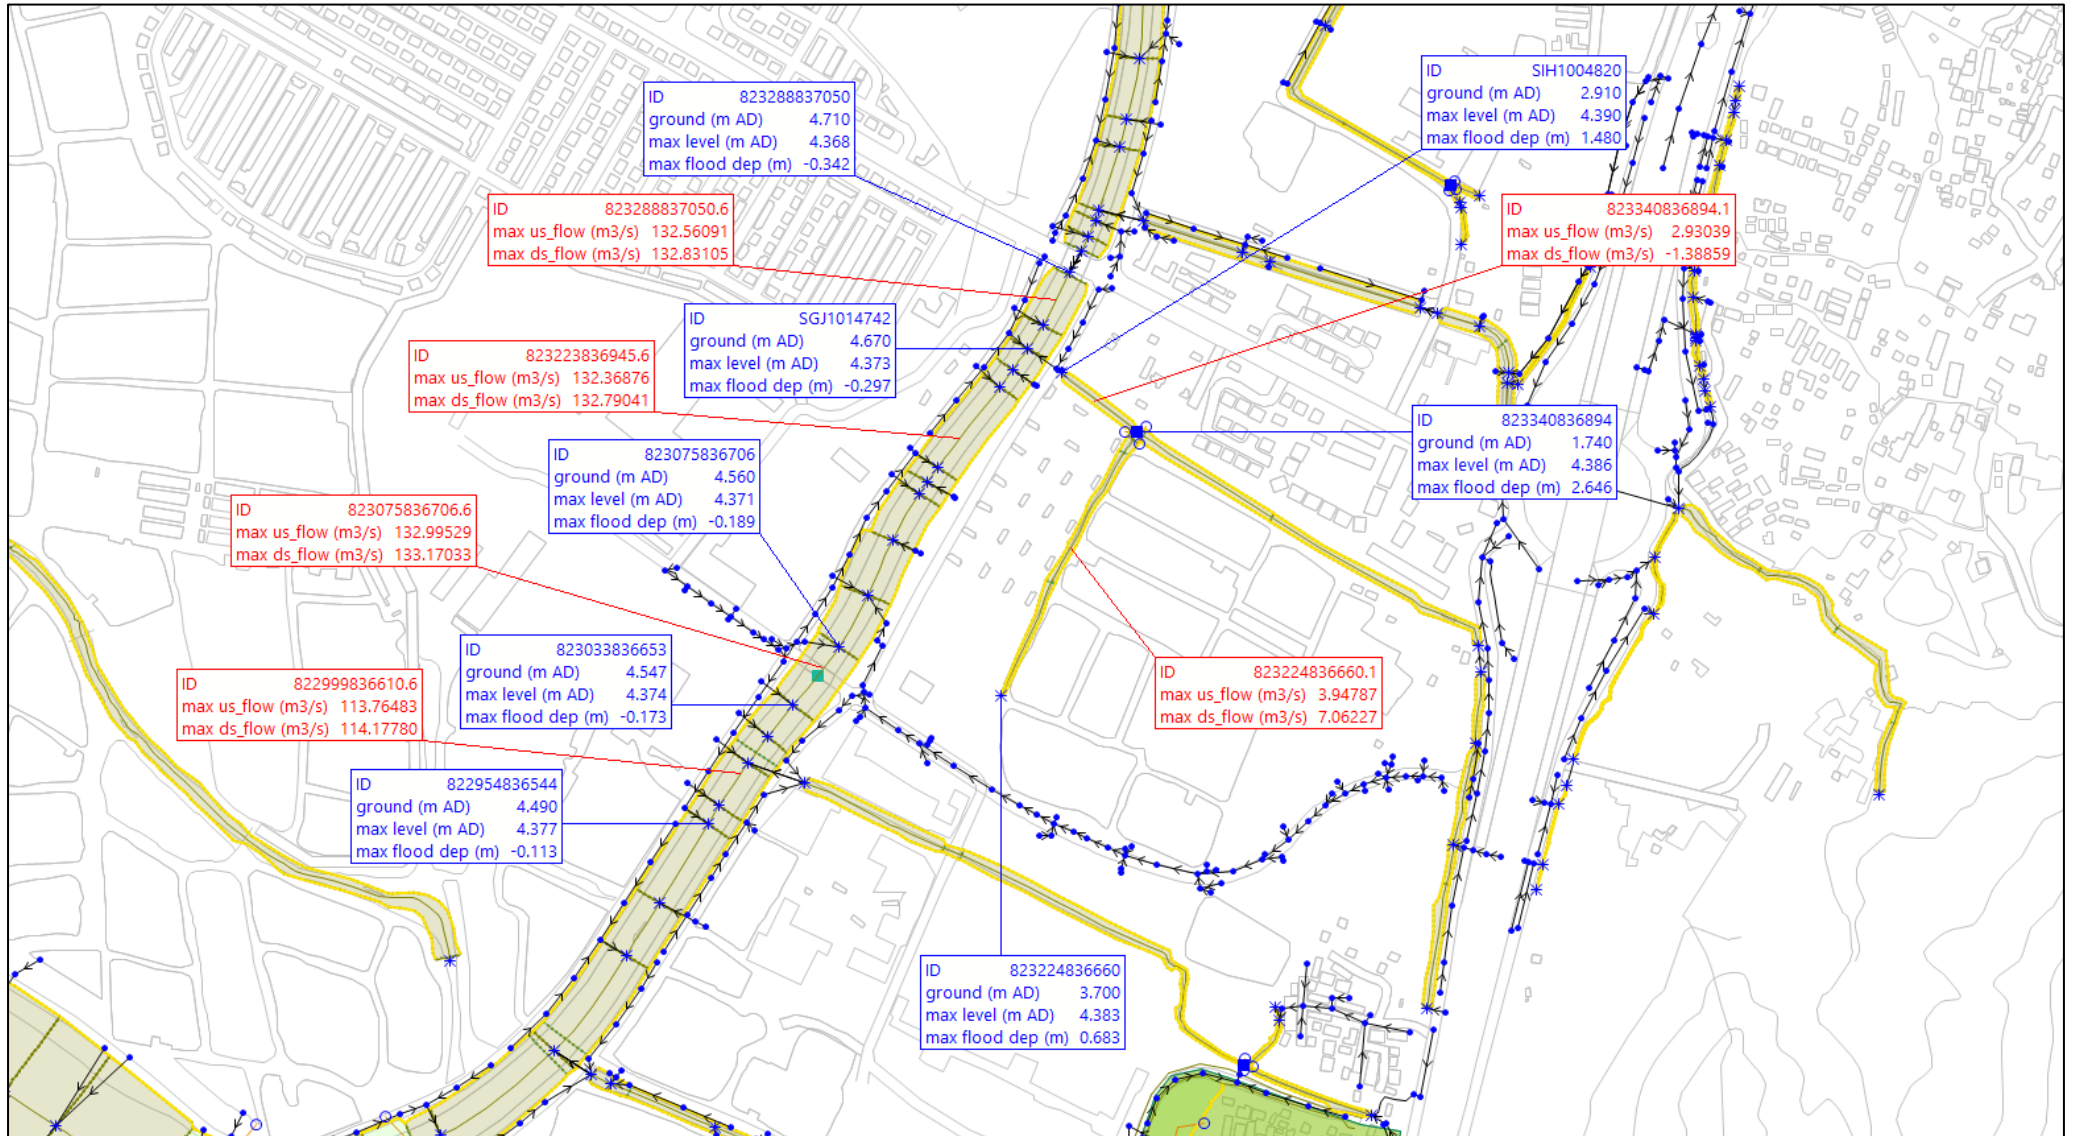 ID 823288837050
ground (m AD) 4.710
max level (m AD) 4.368
max flood dep (m) -0.342
ID SIH1004820
ground (m AD) 2.910
max level (m AD) 4.390
max flood dep (m) 1.480
ID 823288837050.6
max us_flow (m3/s) 132.56091
max ds_flow (m3/s) 132.83105
ID 823340836894.1
max us_flow (m3/s) 2.93039
max ds_flow (m3/s) -1.38859
ID SGJ1014742
ground (m AD) 4.670
max level (m AD) 4.373
max flood dep (m) -0.297
ID 823223836945.6
max us_flow (m3/s) 132.36876
max ds_flow (m3/s) 132.79041
ID 823340836894
ground (m AD) 1.740
max level (m AD) 4.386
max flood dep (m) 2.646
ID 823075836706
ground (m AD) 4.560
max level (m AD) 4.371
max flood dep (m) -0.189
ID 823075836706.6
max us_flow (m3/s) 132.99529
max ds_flow (m3/s) 133.17033
ID 823033836653
ground (m AD) 4.547
max level (m AD) 4.374
max flood dep (m) -0.173
ID 823224836660.1
max us_flow (m3/s) 3.94787
max ds_flow (m3/s) 7.06227
ID 822999836610.6
max us_flow (m3/s) 113.76483
max ds_flow (m3/s) 114.17780
ID 822954836544
ground (m AD) 4.490
max level (m AD) 4.377
max flood dep (m) -0.113
ID 823224836660
ground (m AD) 3.700
max level (m AD) 4.383
max flood dep (m) 0.683